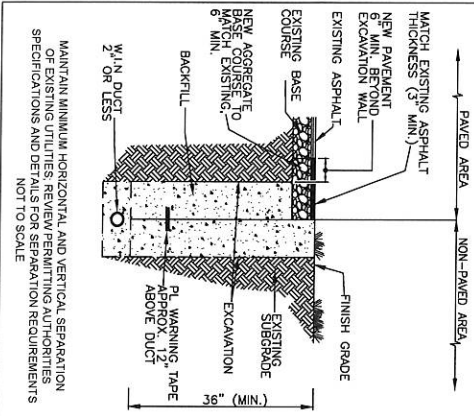 PAVED AREA
NON-PAVED AREA
MATCH EXISTING ASPHALT
THICKNESS (3" MIN.)
NEW PAVEMENT
6" MIN. BEYOND
EXCAVATION WALL
EXISTING ASPHALT
EXISTING BASE
COURSE
NEW AGGREGATE
BASE COURSE TO
MATCH EXISTING,
6" MIN.
BACKFILL
W.I.N DUCT
2" OR LESS
FINISH GRADE
EXISTING
SUBGRADE
EXCAVATION
PL WARNING TAPE
APPROX. 12"
ABOVE DUCT
36" (MIN.)
MAINTAIN MINIMUM HORIZONTAL AND VERTICAL SEPARATION
OF EXISTING UTILITIES; REVIEW PERMITTING AUTHORITIES
SPECIFICATIONS AND DETAILS FOR SEPARATION REQUIREMENTS
NOT TO SCALE